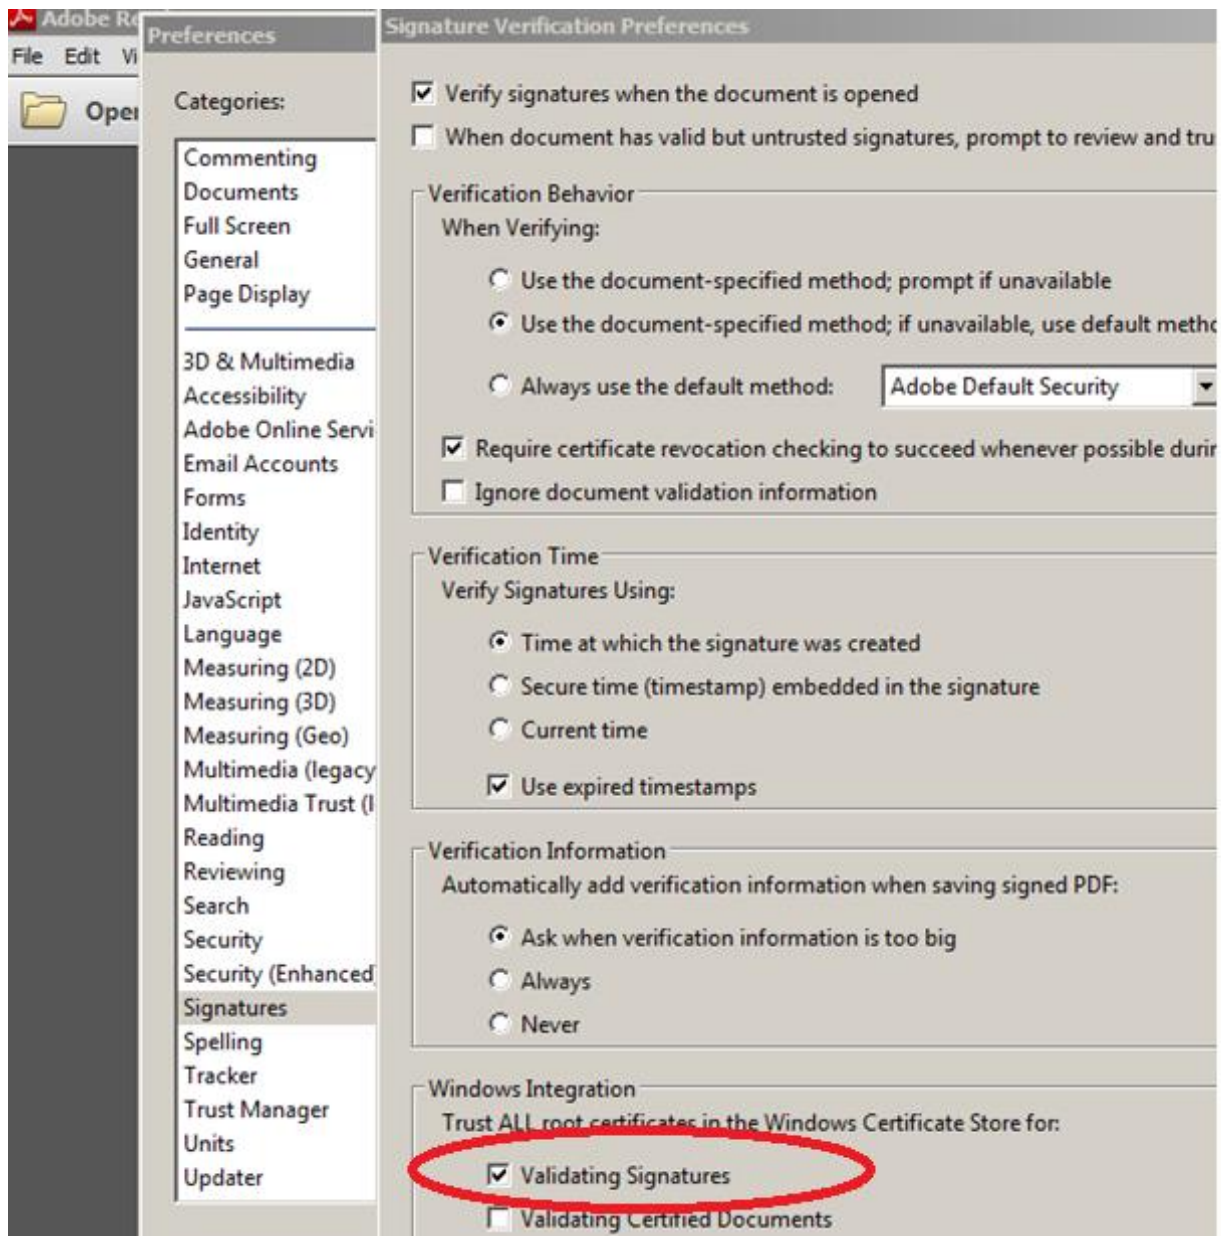 Adobe Re
Preferences
Signature Verification Preferences
File Edit Vi
Open
Categories:
Commenting
Documents
Full Screen
General
Page Display
3D & Multimedia
Accessibility
Adobe Online Servi
Email Accounts
Forms
Identity
Internet
JavaScript
Language
Measuring (2D)
Measuring (3D)
Measuring (Geo)
Multimedia (legacy
Multimedia Trust (l
Reading
Reviewing
Search
Security
Security (Enhanced)
Signatures
Spelling
Tracker
Trust Manager
Units
Updater
Verify signatures when the document is opened
When document has valid but untrusted signatures, prompt to review and tru
Verification Behavior
When Verifying:
Use the document-specified method; prompt if unavailable
Use the document-specified method; if unavailable, use default metho
Always use the default method: Adobe Default Security
Require certificate revocation checking to succeed whenever possible durin
Ignore document validation information
Verification Time
Verify Signatures Using:
Time at which the signature was created
Secure time (timestamp) embedded in the signature
Current time
Use expired timestamps
Verification Information
Automatically add verification information when saving signed PDF:
Ask when verification information is too big
Always
Never
Windows Integration
Trust ALL root certificates in the Windows Certificate Store for:
Validating Signatures
Validating Certified Documents